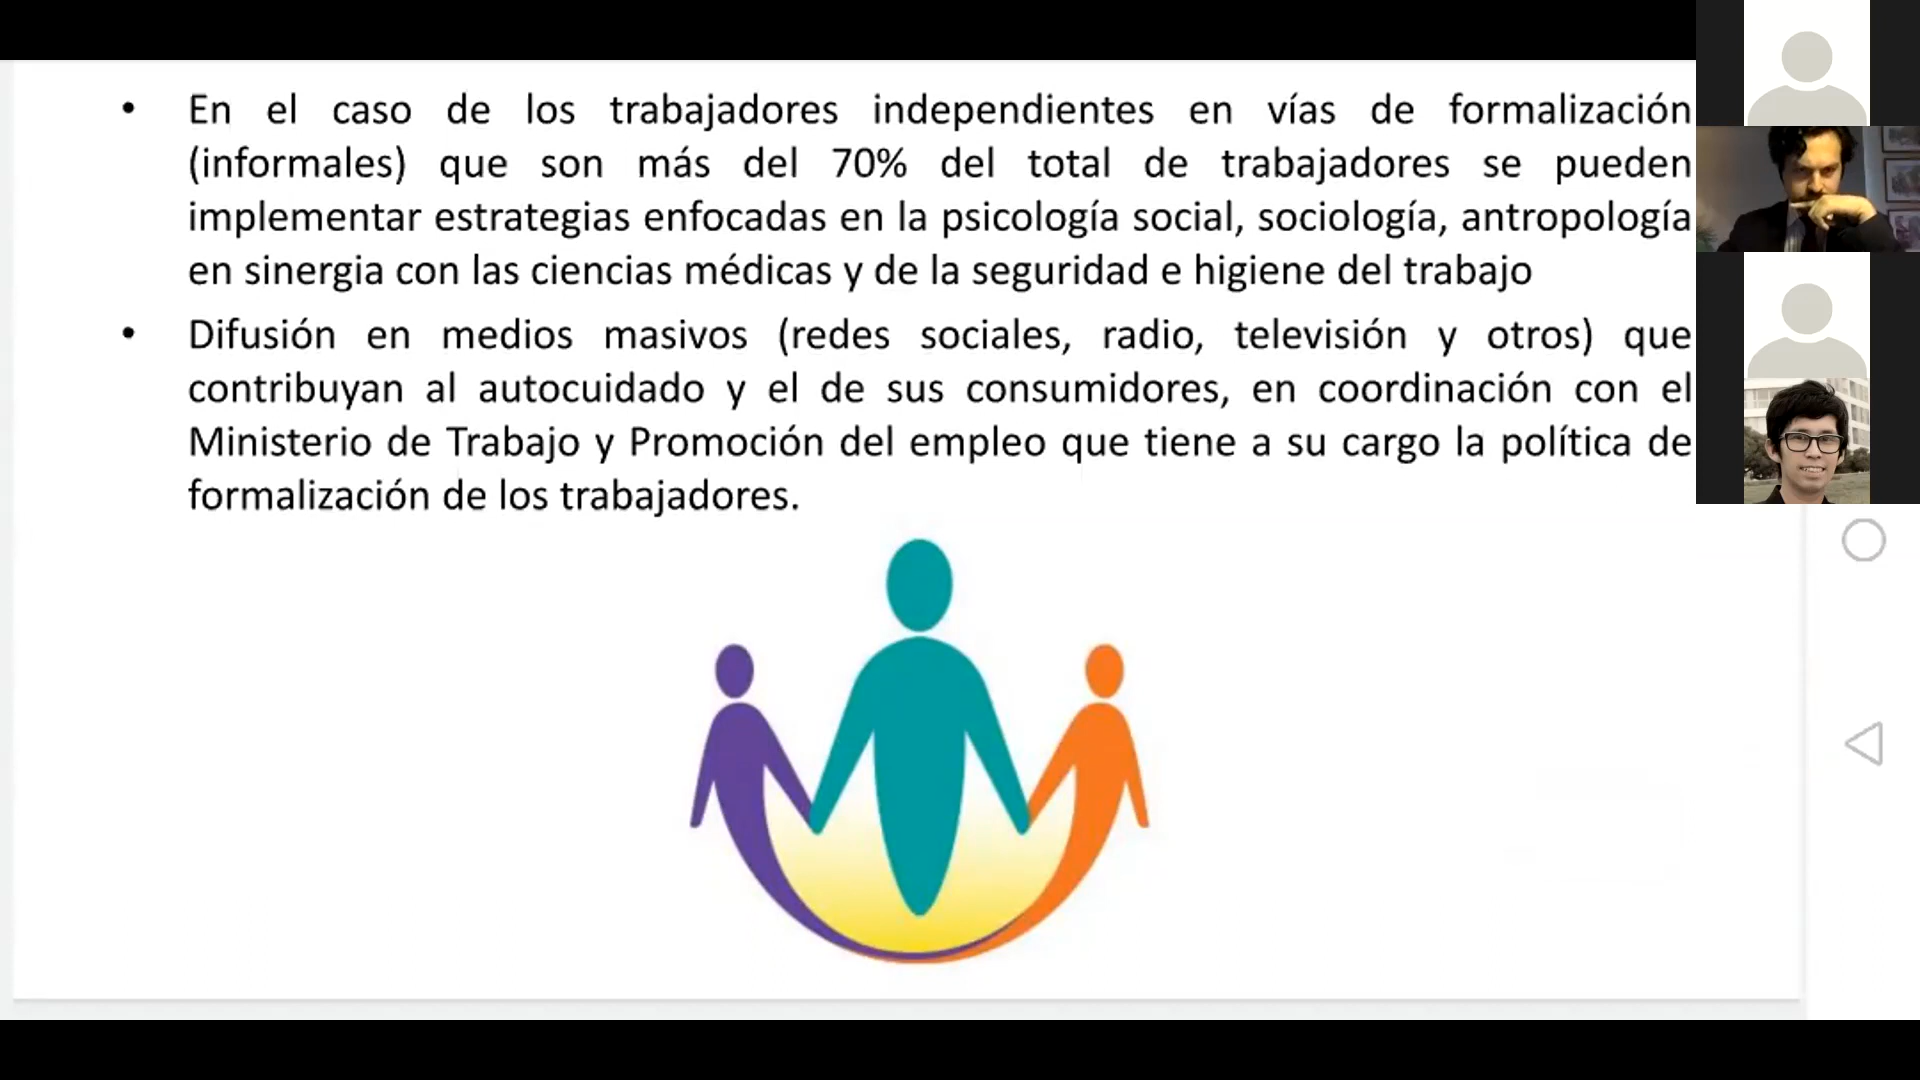 • En el caso de los trabajadores independientes en vías de formalización
(informales) que son más del 70% del total de trabajadores se pueden
implementar estrategias enfocadas en la psicología social, sociología, antropología
en sinergia con las ciencias médicas y de la seguridad e higiene del trabajo
• Difusión en medios masivos (redes sociales, radio, televisión y otros) que
contribuyan al autocuidado y el de sus consumidores, en coordinación con el
Ministerio de Trabajo y Promoción del empleo que tiene a su cargo la política de
formalización de los trabajadores.